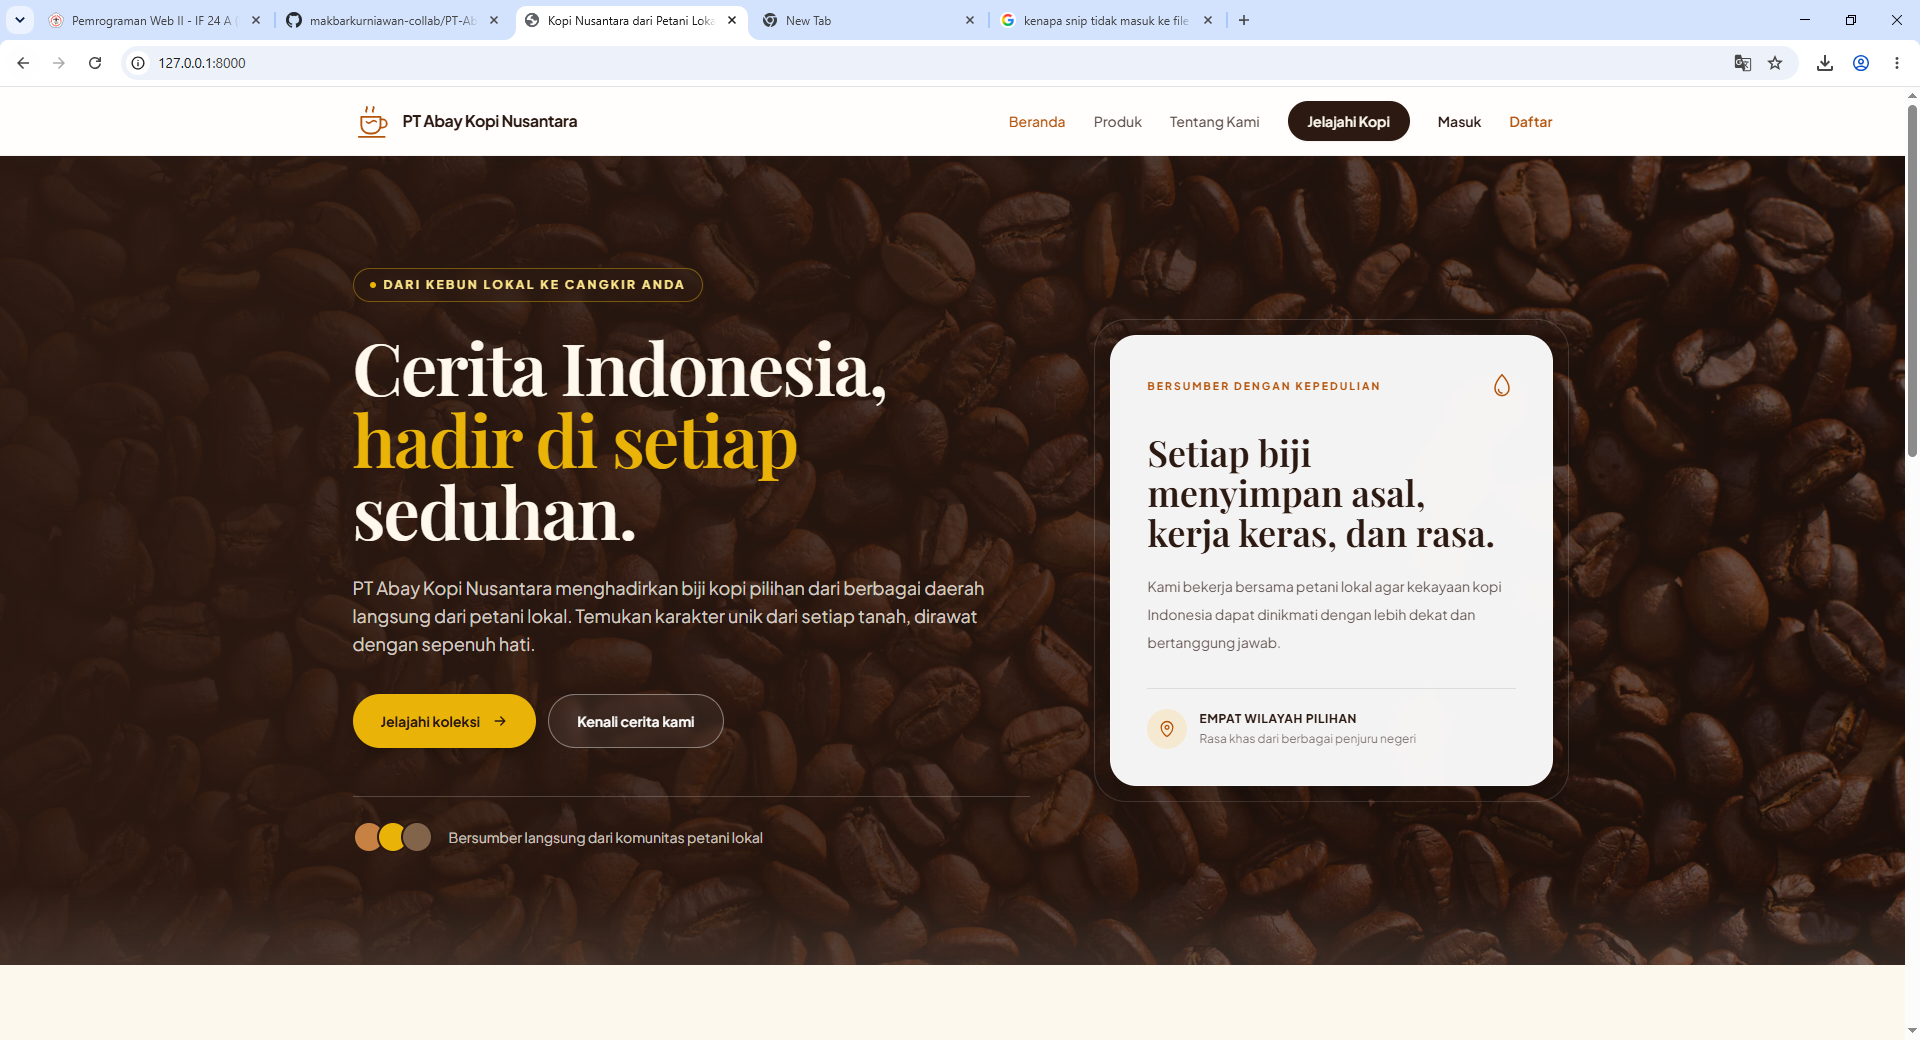 Pemrograman Web II - IF 24 A
makbarkurniawan-collab/PT-Ab
Kopi Nusantara dari Petani Loka
New Tab
kenapa snip tidak masuk ke file
127.0.0.1:8000
PT Abay Kopi Nusantara
Beranda
Produk
Tentang Kami
Jelajahi Kopi
Masuk
Daftar
DARI KEBUN LOKAL KE CANGKIR ANDA
Cerita Indonesia,
hadir di setiap
seduhan.
PT Abay Kopi Nusantara menghadirkan biji kopi pilihan dari berbagai daerah
langsung dari petani lokal. Temukan karakter unik dari setiap tanah, dirawat
dengan sepenuh hati.
Jelajahi koleksi →
Kenali cerita kami
Bersumber langsung dari komunitas petani lokal
BERSUMBER DENGAN KEPEDULIAN
Setiap biji
menyimpan asal,
kerja keras, dan rasa.
Kami bekerja bersama petani lokal agar kekayaan kopi
Indonesia dapat dinikmati dengan lebih dekat dan
bertanggung jawab.
EMPAT WILAYAH PILIHAN
Rasa khas dari berbagai penjuru negeri